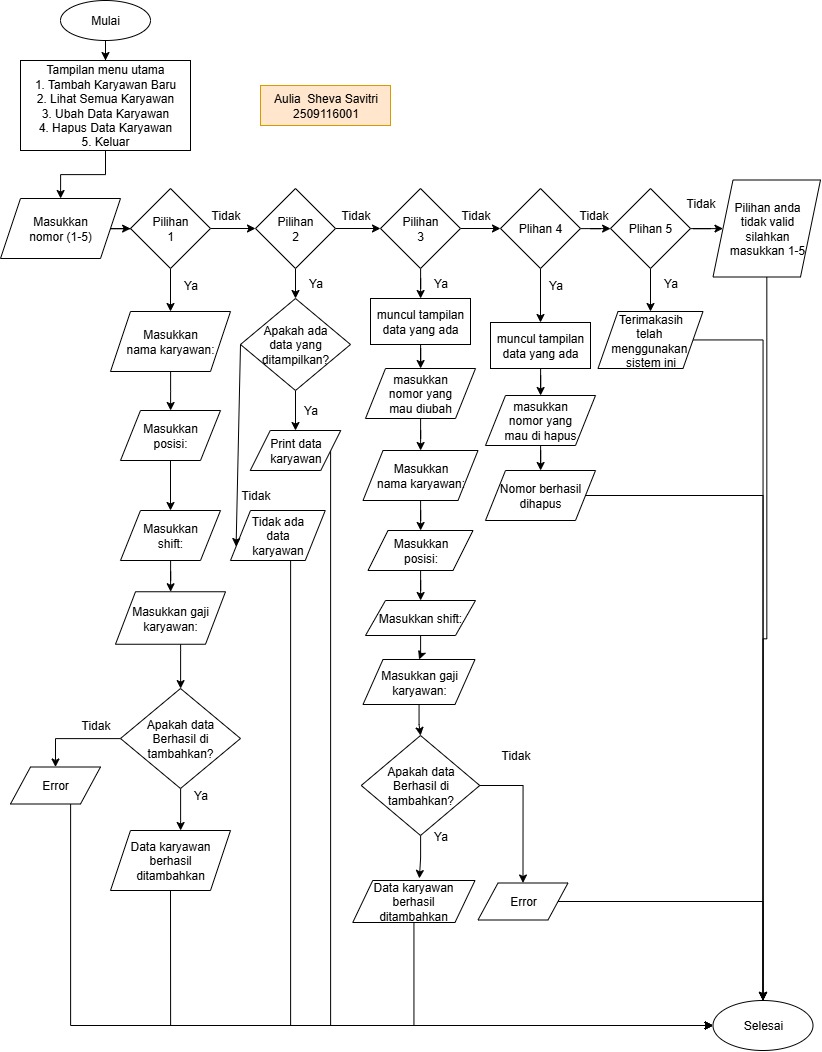 Mulai
Tampilan menu utama
1. Tambah Karyawan Baru
2. Lihat Semua Karyawan
3. Ubah Data Karyawan
4. Hapus Data Karyawan
5. Keluar
Aulia Sheva Savitri
2509116001
Masukkan
nomor (1-5)
Pilihan
1
Tidak
Pilihan
2
Tidak
Pilihan
3
Tidak
Plihan 4
Tidak
Plihan 5
Tidak
Pilihan anda
tidak valid
silahkan
masukkan 1-5
Ya
Ya
Ya
Ya
Ya
Masukkan
nama karyawan:
Masukkan
posisi:
Masukkan
shift:
Masukkan gaji
karyawan:
Apakah data
Berhasil di
tambahkan?
Tidak
Error
Ya
Data karyawan
berhasil
ditambahkan
Apakah ada
data yang
ditampilkan?
Ya
Print data
karyawan
Tidak
Tidak ada
data
karyawan
muncul tampilan
data yang ada
masukkan
nomor yang
mau diubah
Masukkan
nama karyawan:
Masukkan
posisi:
Masukkan shift:
Masukkan gaji
karyawan:
Apakah data
Berhasil di
tambahkan?
Tidak
Ya
Data karyawan
berhasil
ditambahkan
Error
muncul tampilan
data yang ada
masukkan
nomor yang
mau di hapus
Nomor berhasil
dihapus
Terimakasih
telah
menggunakan
sistem ini
Selesai